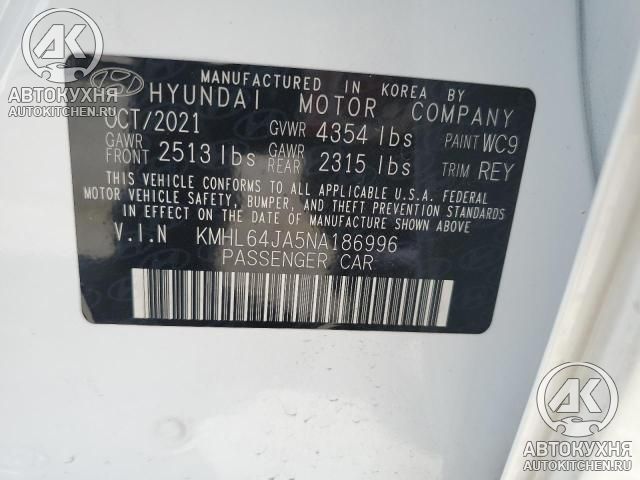 MANUFACTURED IN KOREA BY
HYUNDAI MOTOR COMPANY
OCT/2021 GVWR 4354 lbs PAINT WC9
GAWR FRONT 2513 lbs GAWR REAR 2315 lbs TRIM REY
THIS VEHICLE CONFORMS TO ALL APPLICABLE U.S.A. FEDERAL
MOTOR VEHICLE SAFETY, BUMPER, AND THEFT PREVENTION
STANDARDS IN EFFECT ON THE DATE OF MANUFACTURE
SHOWN ABOVE
V.I.N KMHL64JA5NA186996
PASSENGER CAR
АК
АВТОКУХНЯ
AUTOKITCHEN.RU
АК
АВТОКУХНЯ
AUTOKITCHEN.RU